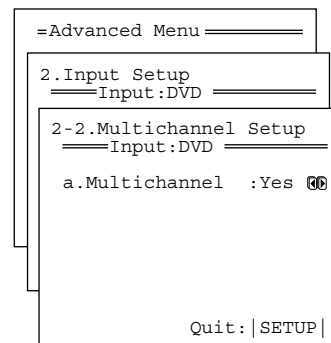 =Advanced Menu
2.Input Setup
Input:DVD
2-2.Multichannel Setup
Input:DVD
a.Multichannel :Yes
Quit:|SETUP|